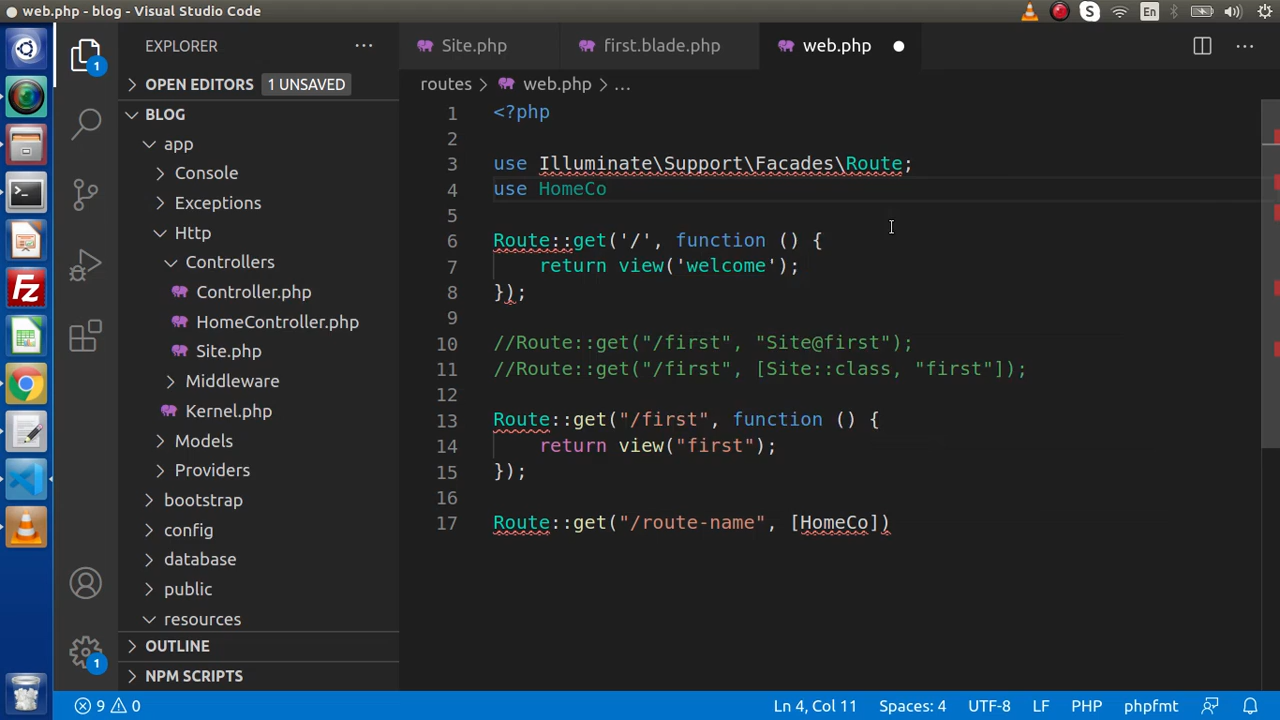 web.php - blog - Visual Studio Code
S
En
EXPLORER
Site.php
first.blade.php
web.php
1
OPEN EDITORS
1 UNSAVED
routes > web.php > …
BLOG
app
Console
Exceptions
Http
Controllers
Controller.php
HomeController.php
Site.php
Middleware
Kernel.php
Models
Providers
bootstrap
config
database
public
resources
OUTLINE
NPM SCRIPTS
Fz
1
1 <?php
2
3 use Illuminate\Support\Facades\Route;
4 use HomeCo
5
6 Route::get('/', function () {
7 return view('welcome');
8 });
9
10 //Route::get("/first", "Site@first");
11 //Route::get("/first", [Site::class, "first"]);
12
13 Route::get("/first", function () {
14 return view("first");
15 });
16
17 Route::get("/route-name", [HomeCo])
9 0
Ln 4, Col 11
Spaces: 4
UTF-8
LF
PHP
phpfmt